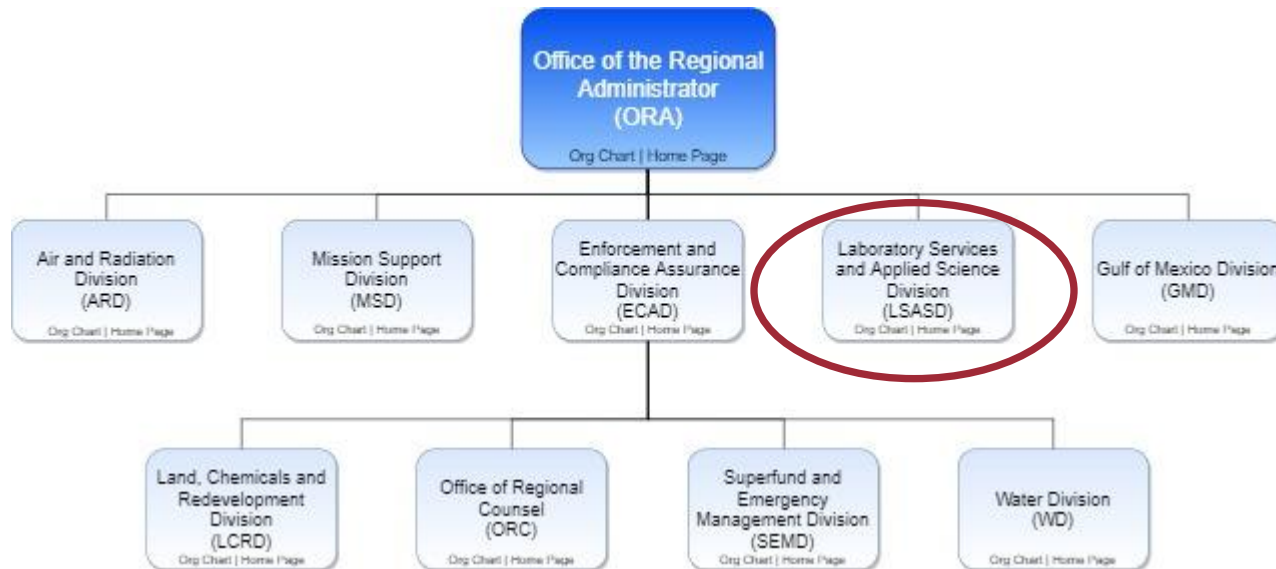 Office of the Regional
Administrator
(ORA)
Org Chart | Home Page
Air and Radiation
Division
(ARD)
Org Chart | Home Page
Mission Support
Division
(MSD)
Org Chart | Home Page
Enforcement and
Compliance Assurance
Division
(ECAD)
Org Chart | Home Page
Laboratory Services
and Applied Science
Division
(LSASD)
Org Chart | Home Page
Gulf of Mexico Division
(GMD)
Org Chart | Home Page
Land, Chemicals and
Redevelopment
Division
(LCRD)
Org Chart | Home Page
Office of Regional
Counsel
(ORC)
Org Chart | Home Page
Superfund and
Emergency
Management Division
(SEMD)
Org Chart | Home Page
Water Division
(WD)
Org Chart | Home Page